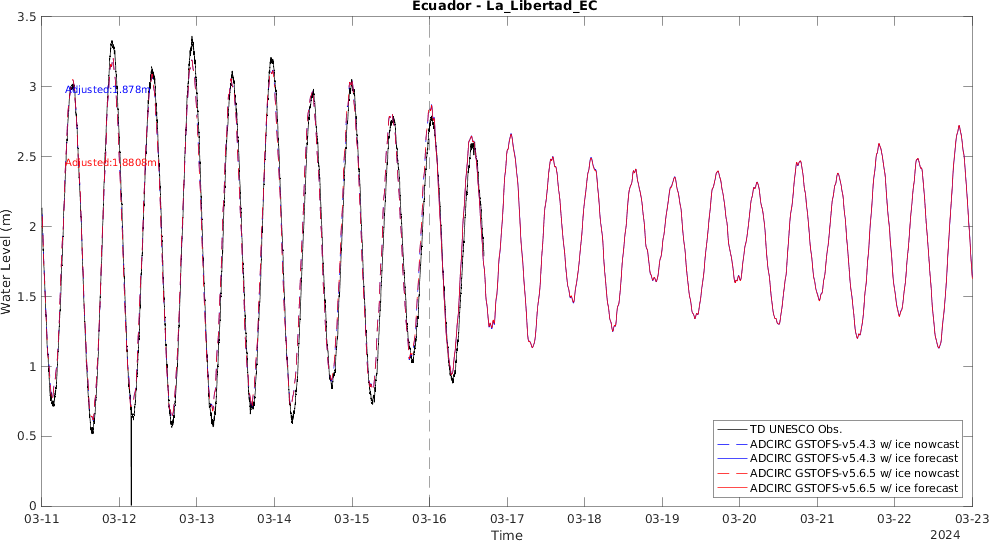 Ecuador - La_Libertad_EC
3.5
3
2.5
2
1.5
1
0.5
0
Water Level (m)
Adjusted:1.878m
Adjusted:1.8808m
TD UNESCO Obs.
ADCIRC GSTOFS-v5.4.3 w/ ice nowcast
ADCIRC GSTOFS-v5.4.3 w/ ice forecast
ADCIRC GSTOFS-v5.6.5 w/ ice nowcast
ADCIRC GSTOFS-v5.6.5 w/ ice forecast
03-11 03-12 03-13 03-14 03-15 03-16 03-17 03-18 03-19 03-20 03-21 03-22 03-23
Time
2024